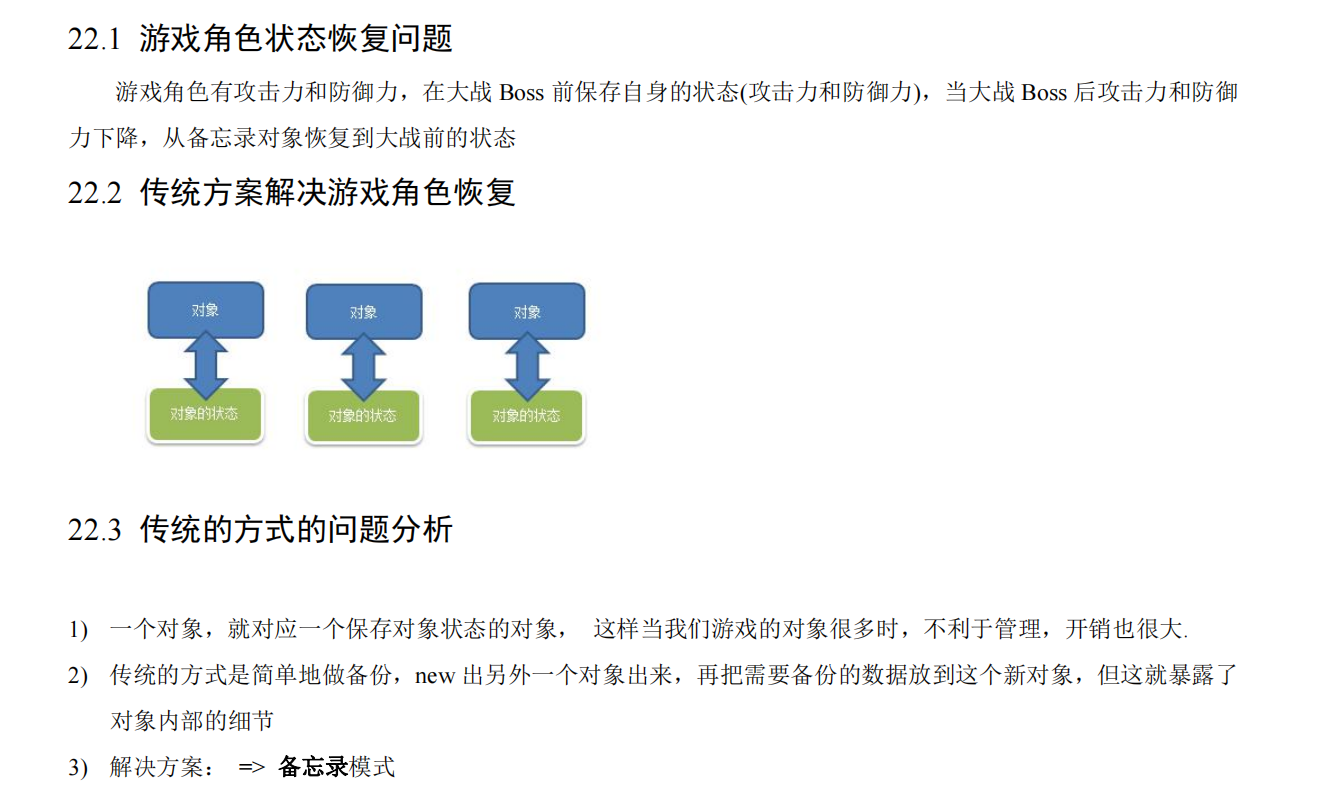 22.1 游戏角色状态恢复问题
游戏角色有攻击力和防御力，在大战 Boss 前保存自身的状态(攻击力和防御力)，当大战 Boss 后攻击力和防御
力下降，从备忘录对象恢复到大战前的状态
22.2 传统方案解决游戏角色恢复
对象 对象 对象
对象的状态 对象的状态 对象的状态
22.3 传统的方式的问题分析
1) 一个对象，就对应一个保存对象状态的对象， 这样当我们游戏的对象很多时，不利于管理，开销也很大.
2) 传统的方式是简单地做备份，new 出另外一个对象出来，再把需要备份的数据放到这个新对象，但这就暴露了
对象内部的细节
3) 解决方案： => 备忘录模式